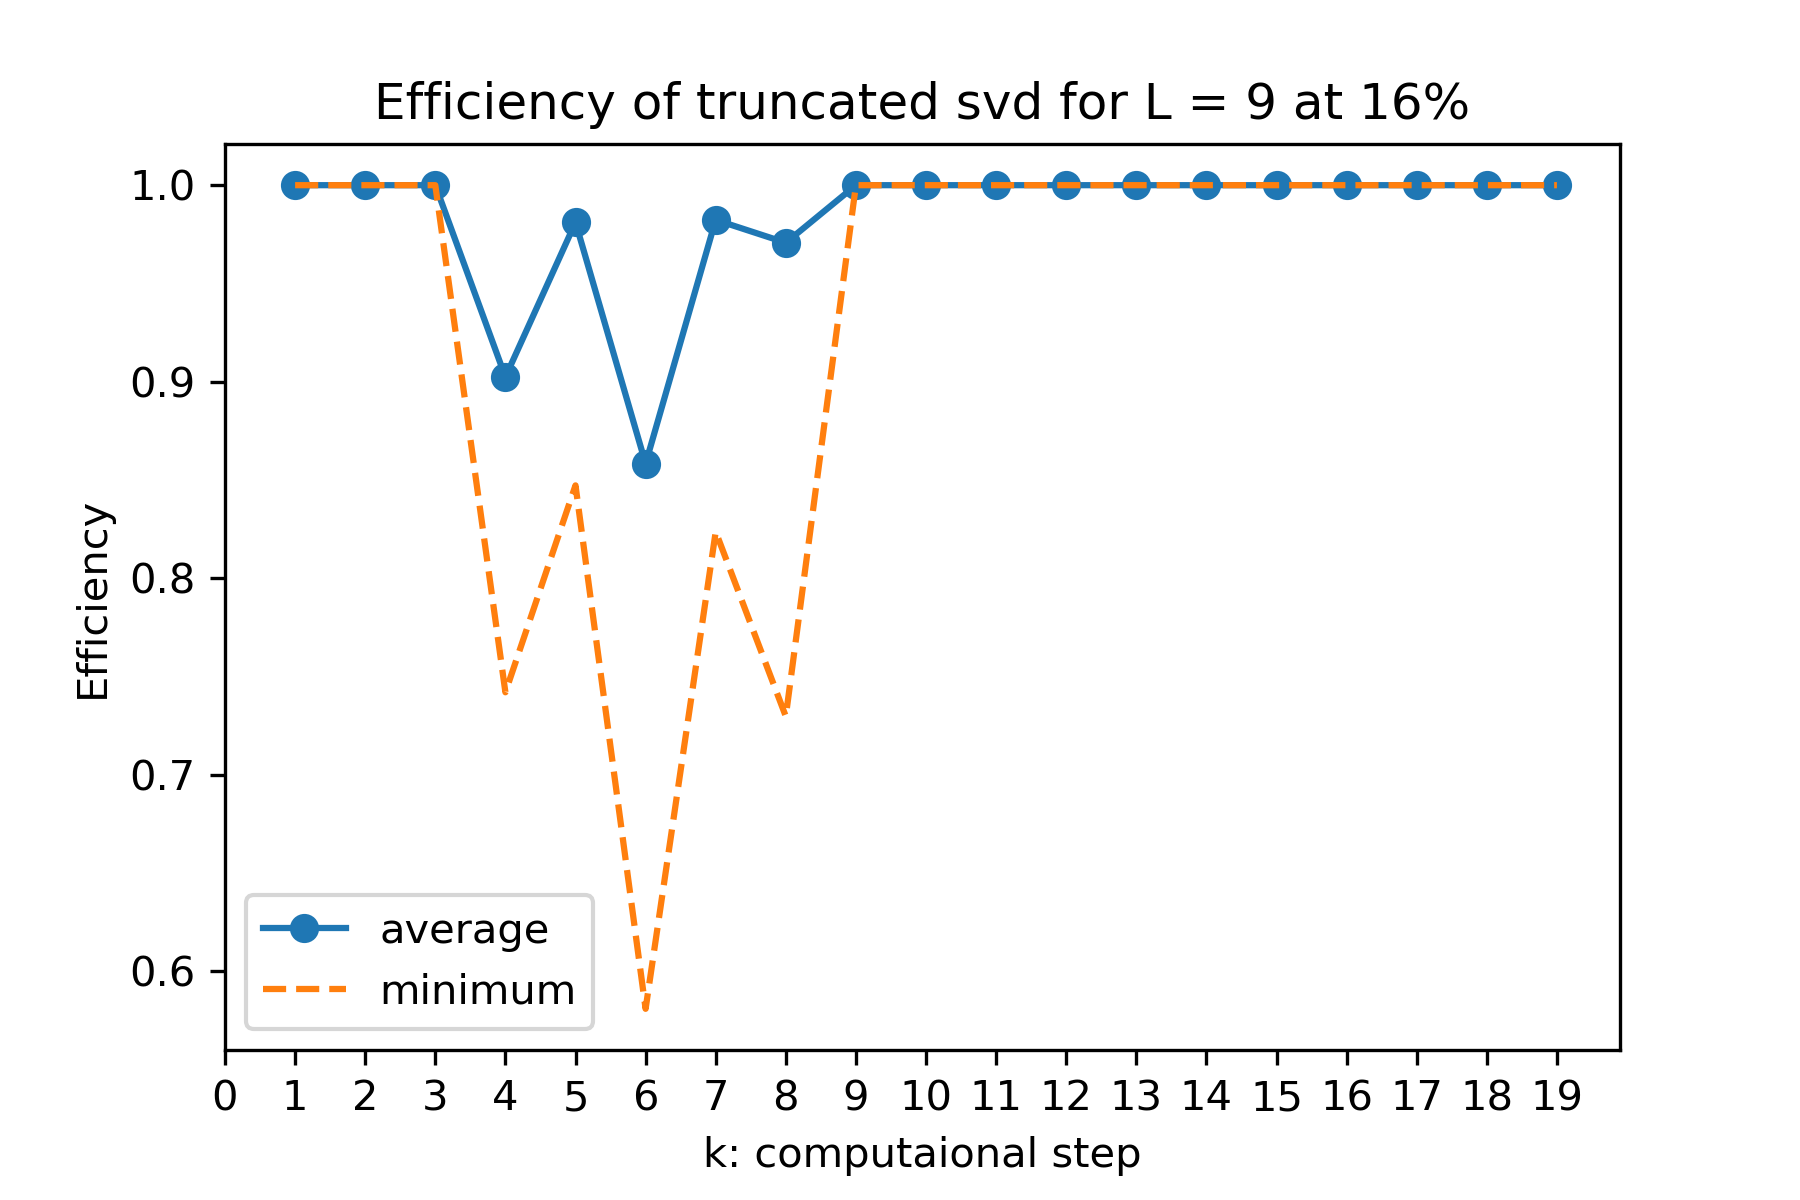 Efficiency of truncated svd for L = 9 at 16%
1.0
0.9
0.8
0.7
0.6
Efficiency
average
minimum
0 1 2 3 4 5 6 7 8 9 10 11 12 13 14 15 16 17 18 19
k: computaional step